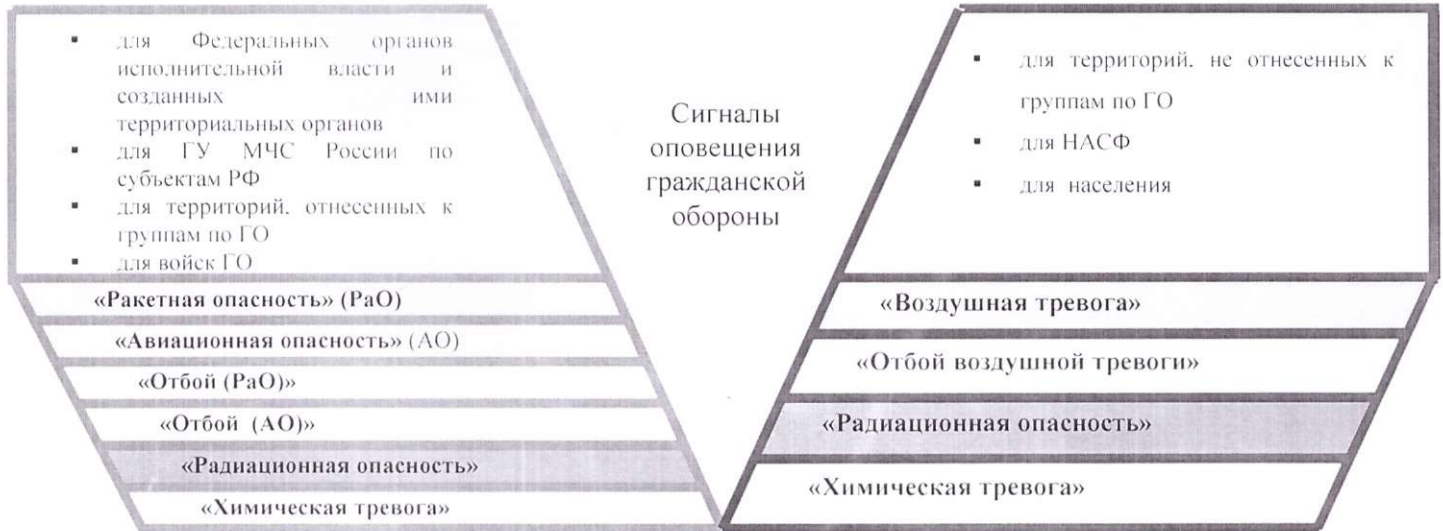 для Федеральных органов
исполнительной власти и
созданных ими
территориальных органов
для ГУ МЧС России по
субъектам РФ
для территорий, отнесенных к
группам по ГО
для войск ГО
«Ракетная опасность» (РаО)
«Авиационная опасность» (АО)
«Отбой (РаО)»
«Отбой (АО)»
«Радиационная опасность»
«Химическая тревога»
Сигналы
оповещения
гражданской
обороны
для территорий, не отнесенных к
группам по ГО
для НАСФ
для населения
«Воздушная тревога»
«Отбой воздушной тревоги»
«Радиационная опасность»
«Химическая тревога»